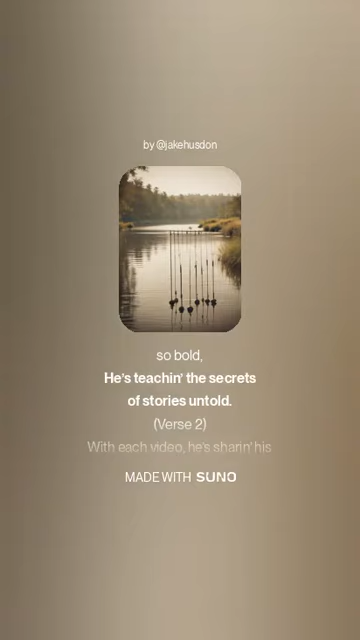 by @jakehusdon
so bold,
He's teachin' the secrets
of stories untold.
(Verse 2)
With each video, he's sharin' his
MADE WITH SUNO